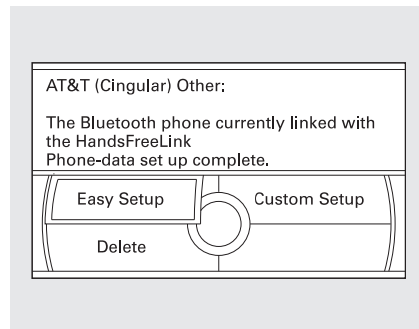 AT&T (Cingular) Other:
The Bluetooth phone currently linked with
the HandsFreeLink
Phone-data set up complete.
Easy Setup
Custom Setup
Delete